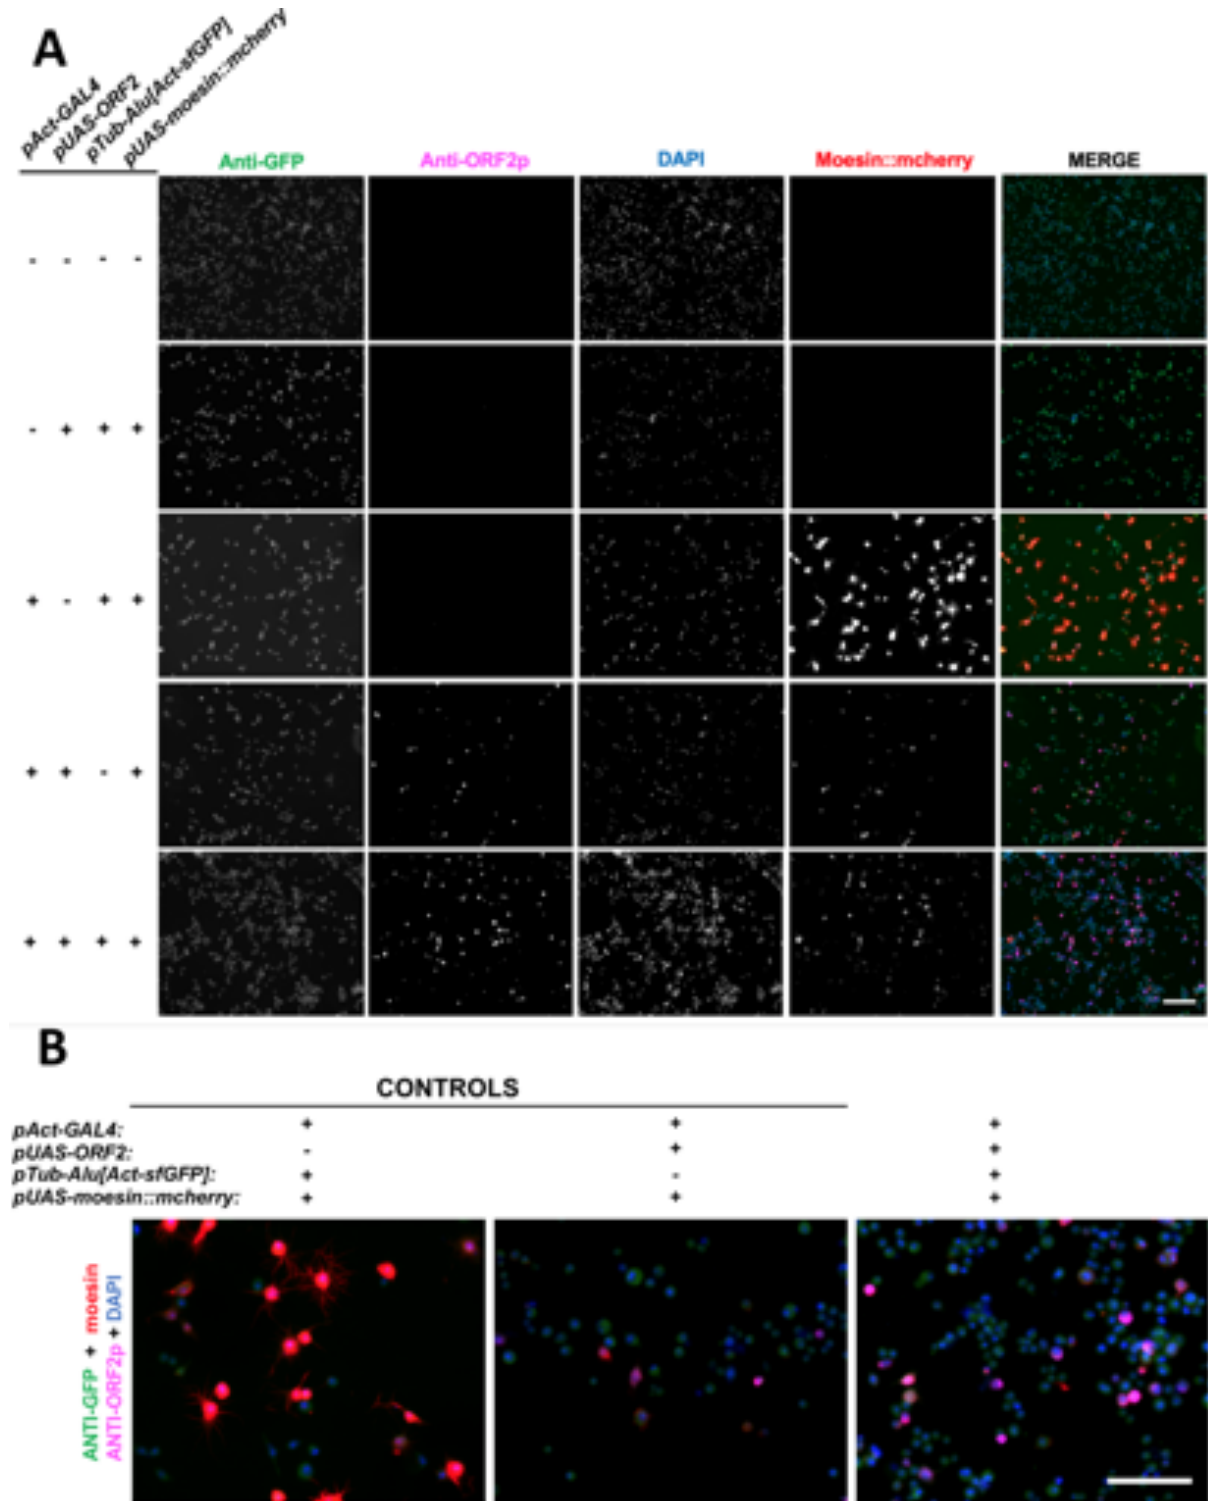 A
pAct-GAL4
pUAS-ORF2
pTub-Alu[Act-sfGFP]
pUAS-moesin::mcherry
Anti-GFP Anti-ORF2p DAPI Moesin::mcherry MERGE
- - - -
- + + +
+ - + +
+ + - +
+ + + +
B
CONTROLS
pAct-GAL4: + + +
pUAS-ORF2: - + +
pTub-Alu[Act-sfGFP]: + - +
pUAS-moesin::mcherry: + + +
ANTI-GFP + moesin
ANTI-ORF2p + DAPI